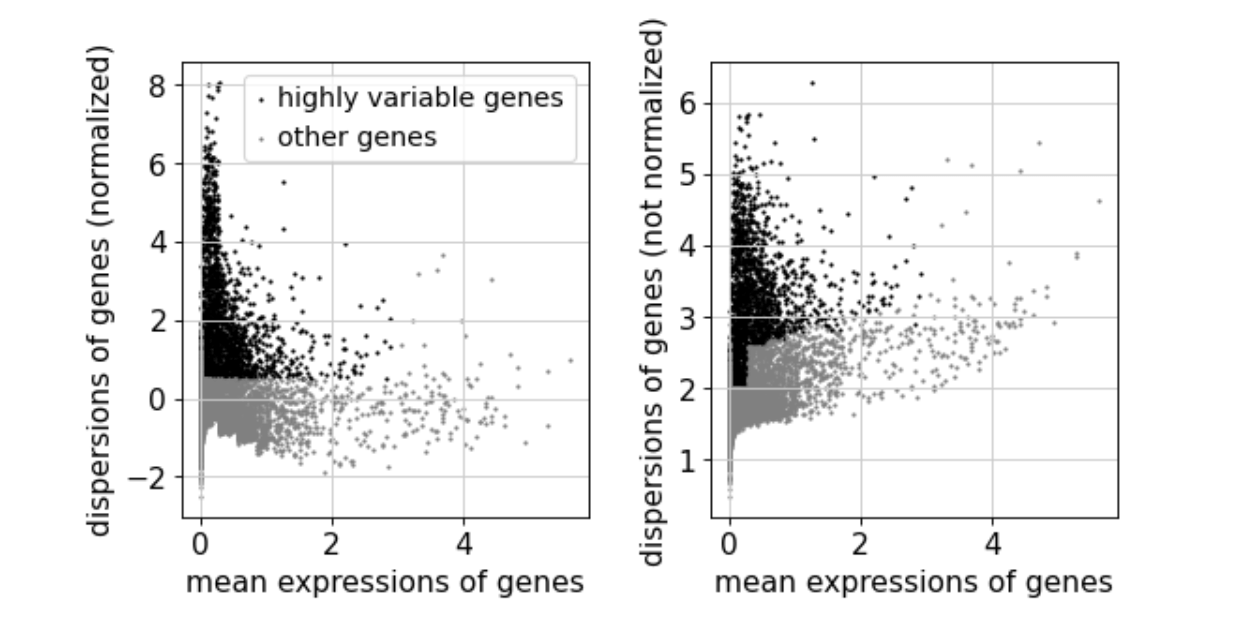 dispersions of genes (normalized)
8
6
4
2
0
−2
highly variable genes
other genes
0 2 4
mean expressions of genes
dispersions of genes (not normalized)
6
5
4
3
2
1
0 2 4
mean expressions of genes